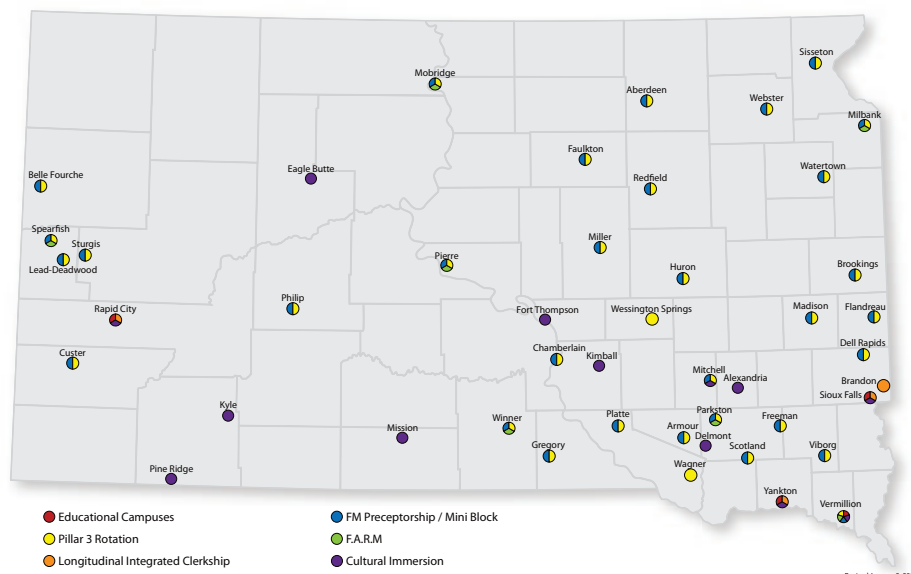 Sisseton
Mobridge
Aberdeen
Webster
Milbank
Faulkton
Watertown
Eagle Butte
Belle Fourche
Redfield
Spearfish
Sturgis
Lead-Deadwood
Miller
Pierre
Huron
Brookings
Philip
Rapid City
Fort Thompson
Wessington Springs
Madison
Flandreau
Dell Rapids
Custer
Chamberlain
Kimball
Mitchell
Alexandria
Brandon
Sioux Falls
Kyle
Mission
Winner
Platte
Parkston
Freeman
Armour
Delmont
Gregory
Scotland
Viborg
Wagner
Pine Ridge
Yankton
Vermillion
Educational Campuses
Pillar 3 Rotation
Longitudinal Integrated Clerkship
FM Preceptorship / Mini Block
F.A.R.M
Cultural Immersion